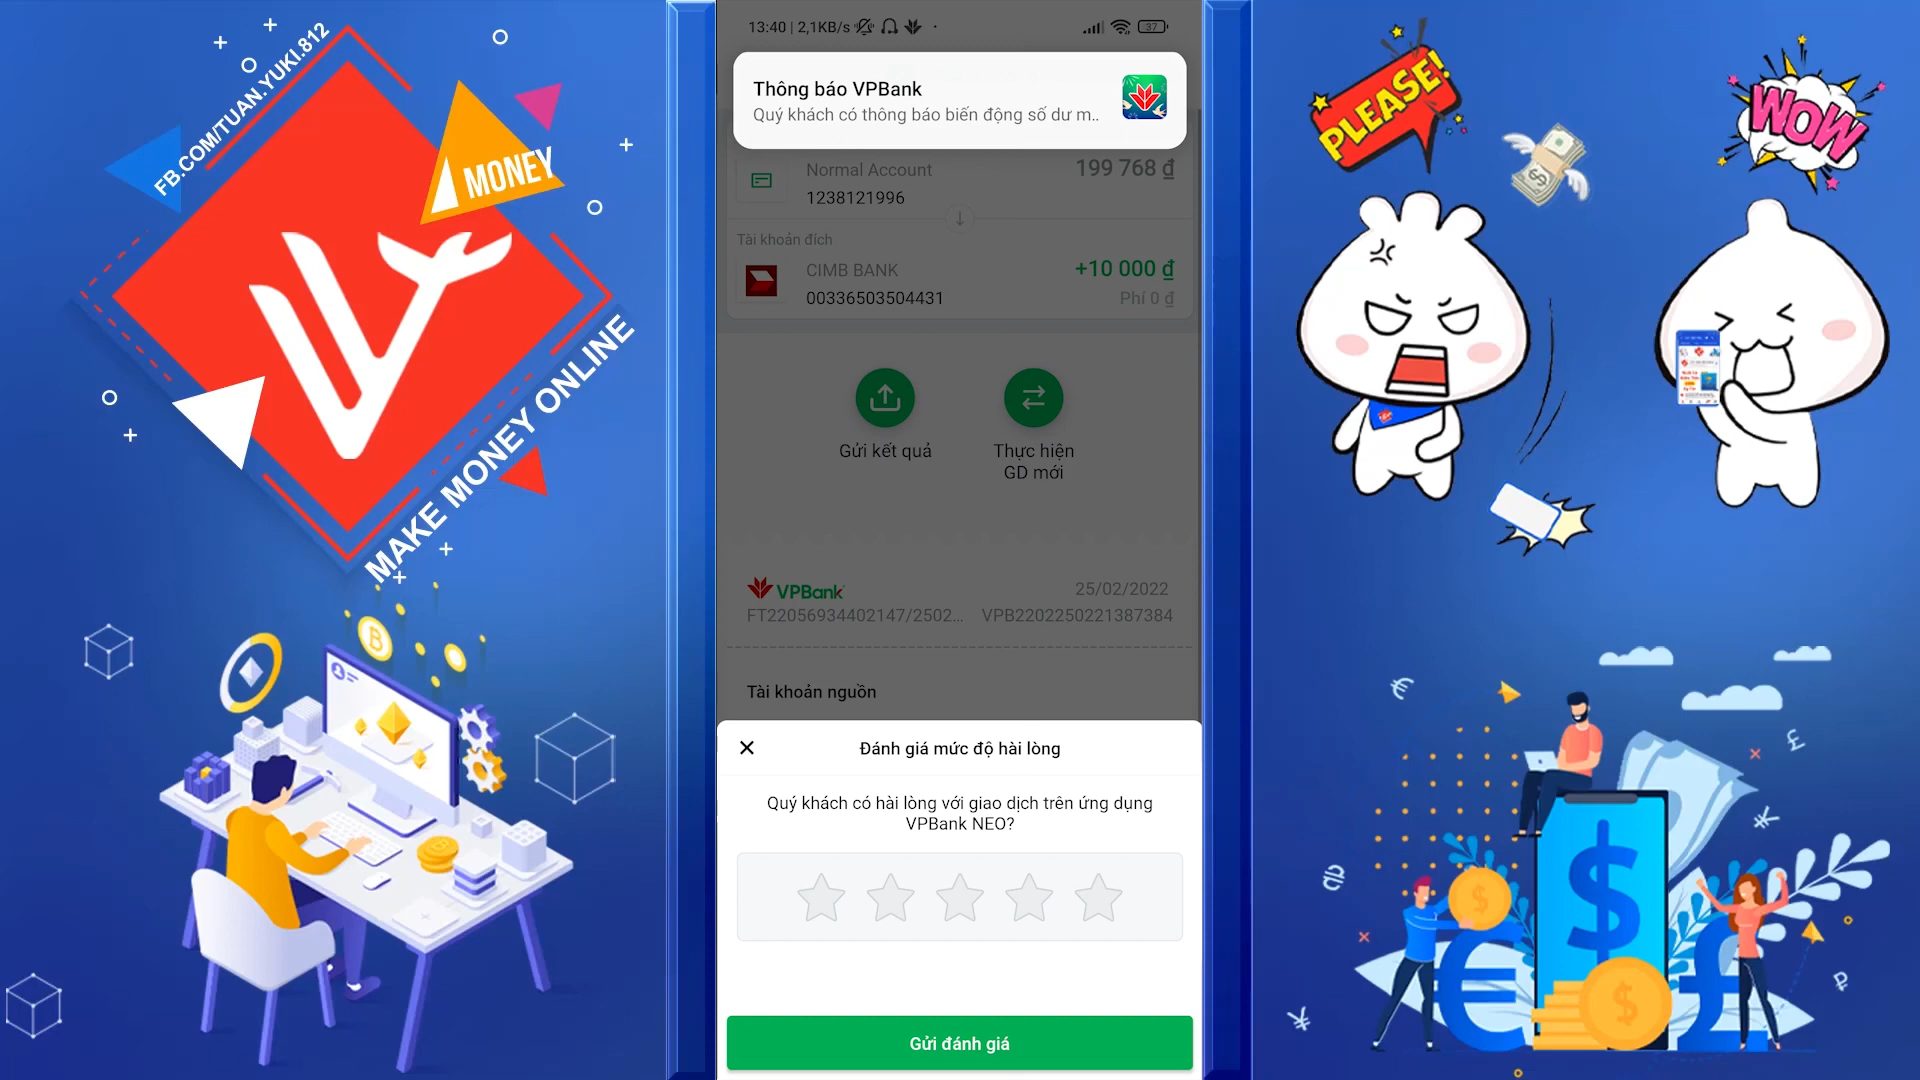 FB.COM/TUAN.YUKI.812
MONEY
MAKE MONEY ONLINE
13:40 | 2,1KB/s
37
Thông báo VPBank
Quý khách có thông báo biến động số dư m..
Normal Account
199 768 ₫
1238121996
Tài khoản đích
CIMB BANK
+10 000 ₫
00336503504431
Phí 0 ₫
Gửi kết quả
Thực hiện
GD mới
VPBank
25/02/2022
FT22056934402147/2502...
VPB2202250221387384
Tài khoản nguồn
Đánh giá mức độ hài lòng
Quý khách có hài lòng với giao dịch trên ứng dụng
VPBank NEO?
Gửi đánh giá
PLEASE!
WOW